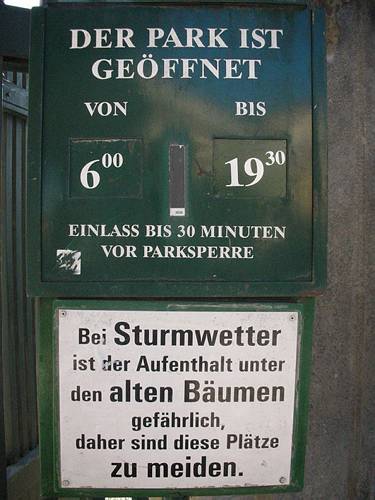 DER PARK IST
GEÖFFNET
VON BIS
6⁰⁰ 19³⁰
EINLASS BIS 30 MINUTEN
VOR PARKSPERRE
Bei Sturmwetter
ist der Aufenthalt unter
den alten Bäumen
gefährlich,
daher sind diese Plätze
zu meiden.